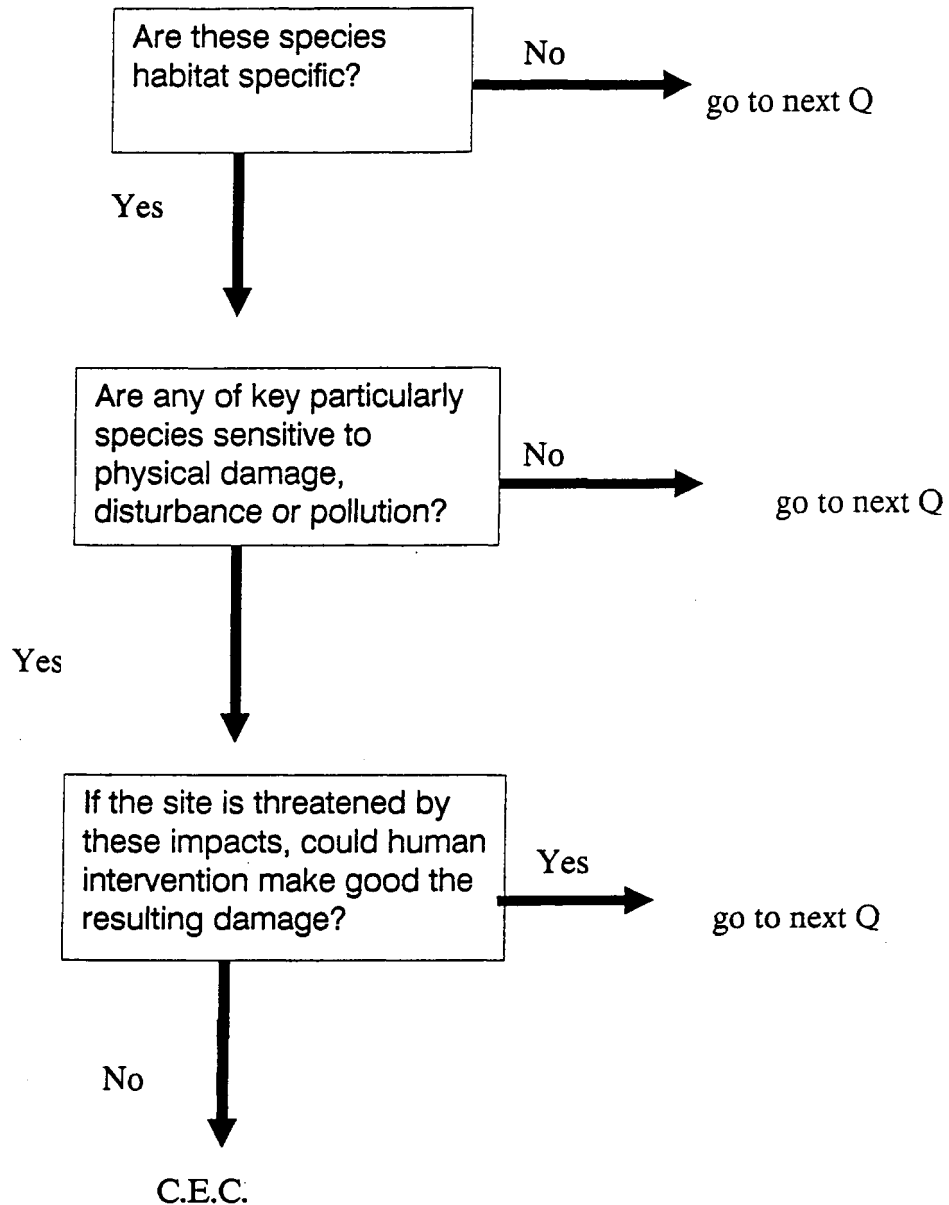 Are these species
habitat specific?
No
go to next Q
Yes
Are any of key particularly
species sensitive to
physical damage,
disturbance or pollution?
No
go to next Q
Yes
If the site is threatened by
these impacts, could human
intervention make good the
resulting damage?
Yes
go to next Q
No
C.E.C.